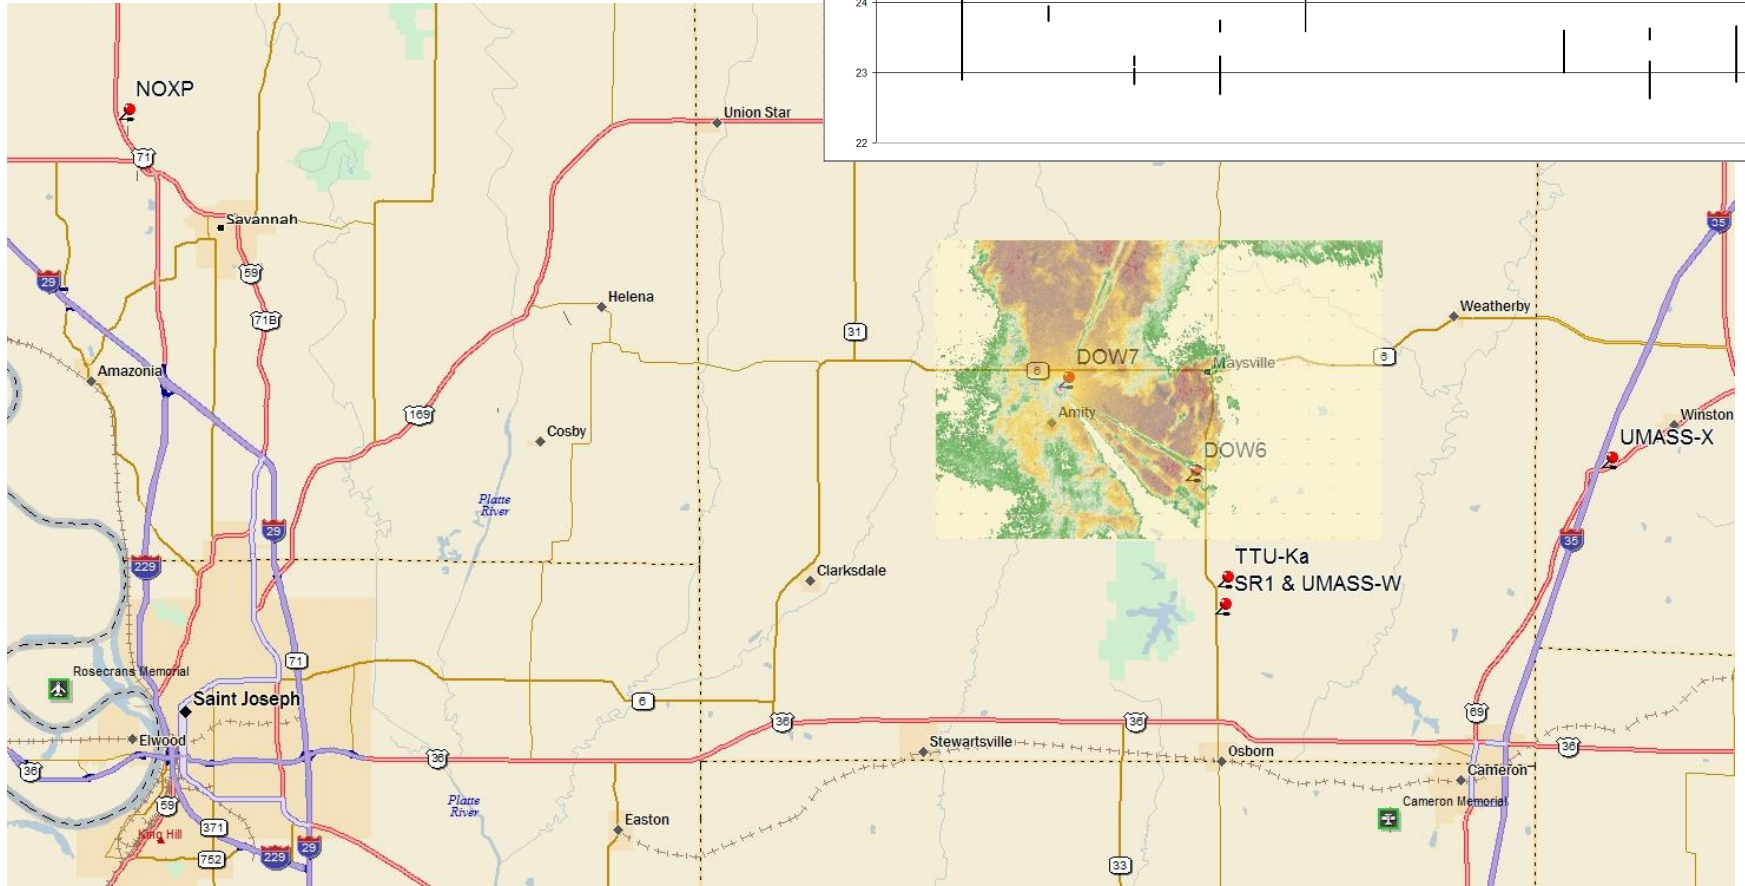 24
23
22
NOXP
Union Star
71
Savannah
35
59
29
Helena
Weatherby
71B
31
6
DOW7
6
Maysville
Amazonia
169
Amity
Winston
Cosby
UMASS-X
DOW6
Platte
River
29
35
229
TTU-Ka
Clarksdale
SR1 & UMASS-W
71
Rosecrans Memorial
Saint Joseph
6
69
36
36
Elwood
Stewartsville
Osborn
36
36
36
Cameron
Platte
River
Cameron Memorial
59
Easton
371
King Hill
29
752
229
33